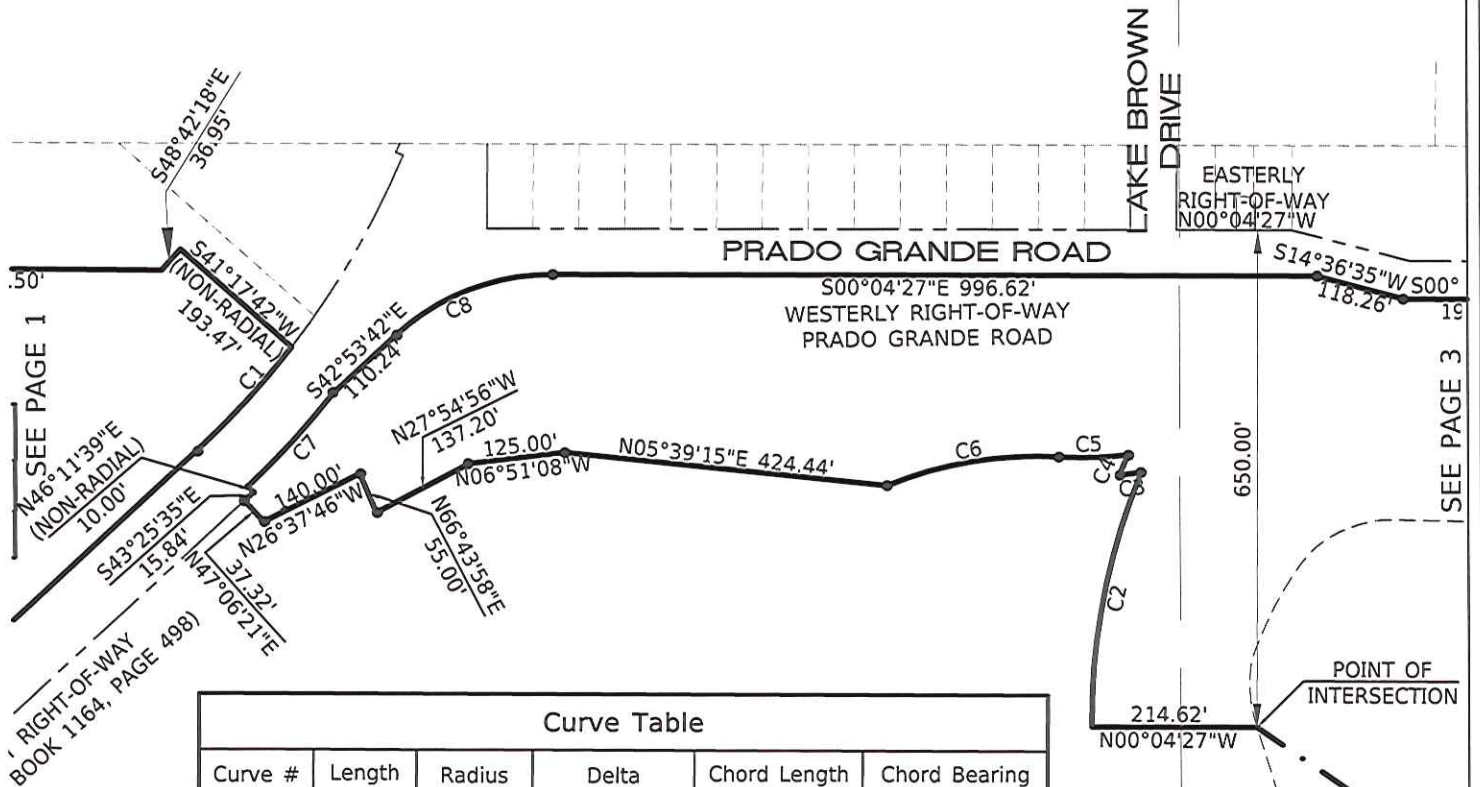 LAKE BROWN
DRIVE
S48°42'18"E
36.95'
EASTERLY
RIGHT-OF-WAY
N00°04'27"W
PRADO GRANDE ROAD
S14°36'35"W
118.26'
S00°
19
.50'
S41°17'42"W
(NON-RADIAL)
193.47'
S00°04'27"E 996.62'
WESTERLY RIGHT-OF-WAY
PRADO GRANDE ROAD
C8
S42°53'42"E
110.24'
C1
SEE PAGE 1
SEE PAGE 3
N27°54'56"W
137.20'
C7
125.00'
N06°51'08"W
N05°39'15"E 424.44'
C6
C5
C4
C3
650.00'
N46°11'39"E
(NON-RADIAL)
10.00'
140.00'
N26°37'46"W
S43°25'35"E
15.84'
N66°43'58"E
55.00'
37.32'
N47°06'21"E
C2
RIGHT-OF-WAY
BOOK 1164, PAGE 498)
POINT OF
INTERSECTION
214.62'
N00°04'27"W
Curve Table
Curve # Length Radius Delta Chord Length Chord Bearing